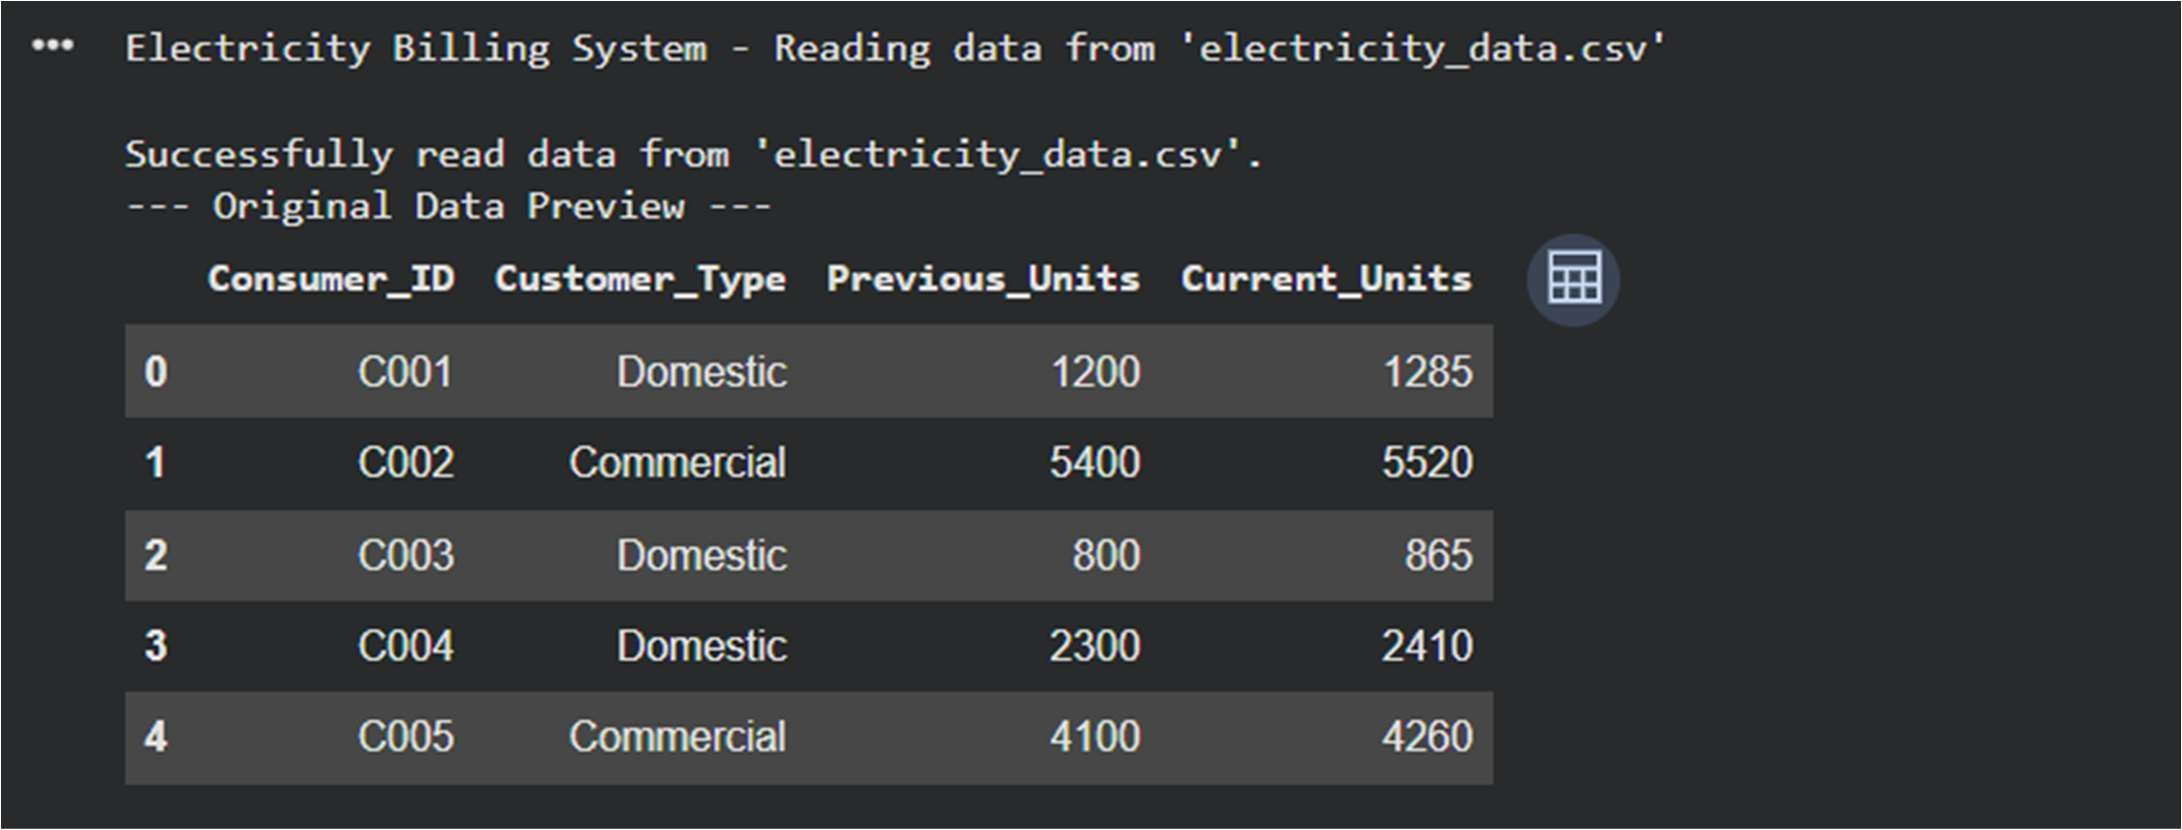 Electricity Billing System - Reading data from 'electricity_data.csv'
Successfully read data from 'electricity_data.csv'.
--- Original Data Preview ---
Consumer_ID Customer_Type Previous_Units Current_Units
0 C001 Domestic 1200 1285
1 C002 Commercial 5400 5520
2 C003 Domestic 800 865
3 C004 Domestic 2300 2410
4 C005 Commercial 4100 4260